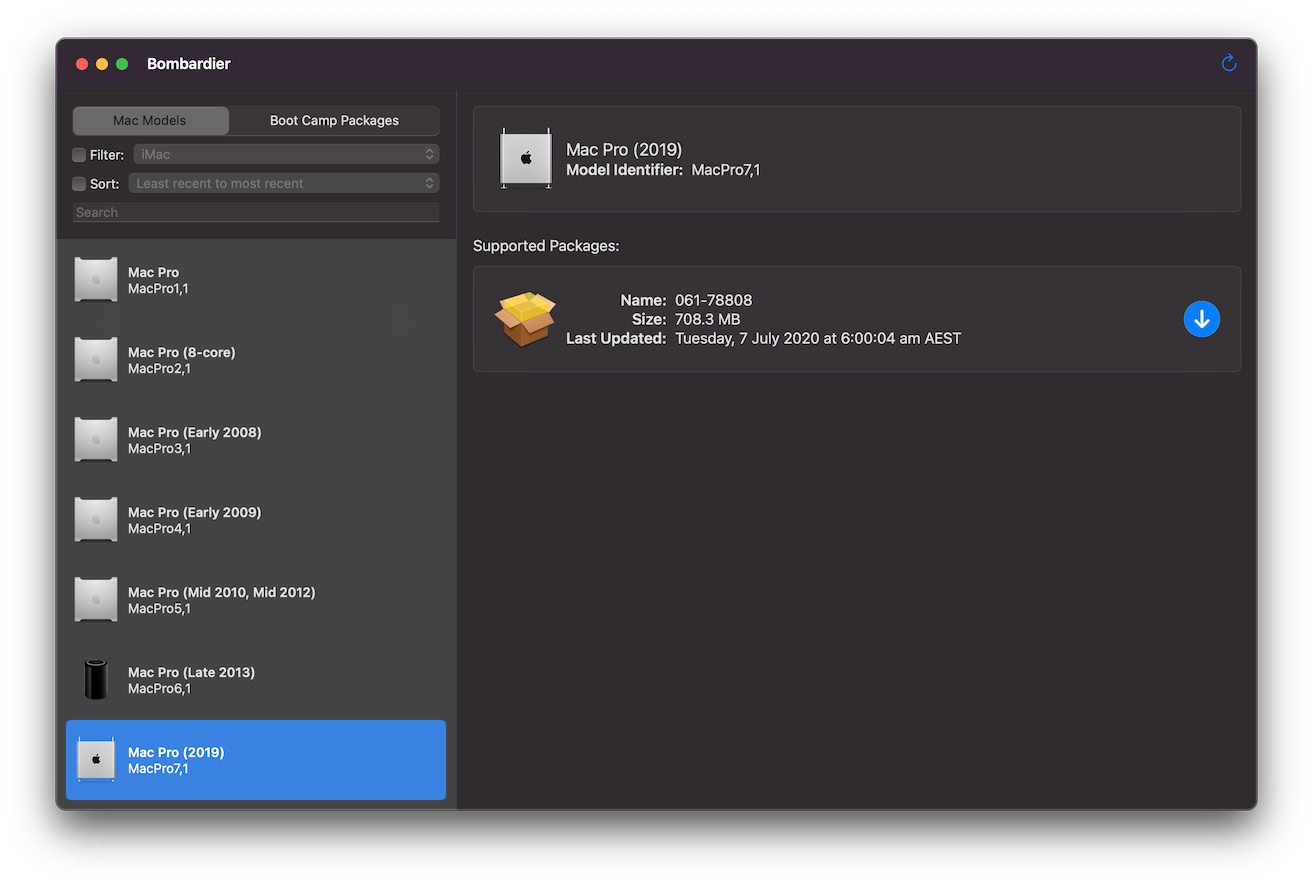 Bombardier
Mac Models
Boot Camp Packages
Filter:
iMac
Sort:
Least recent to most recent
Search
Mac Pro
MacPro1,1
Mac Pro (8-core)
MacPro2,1
Mac Pro (Early 2008)
MacPro3,1
Mac Pro (Early 2009)
MacPro4,1
Mac Pro (Mid 2010, Mid 2012)
MacPro5,1
Mac Pro (Late 2013)
MacPro6,1
Mac Pro (2019)
MacPro7,1
Mac Pro (2019)
Model Identifier: MacPro7,1
Supported Packages:
Name: 061-78808
Size: 708.3 MB
Last Updated: Tuesday, 7 July 2020 at 6:00:04 am AEST